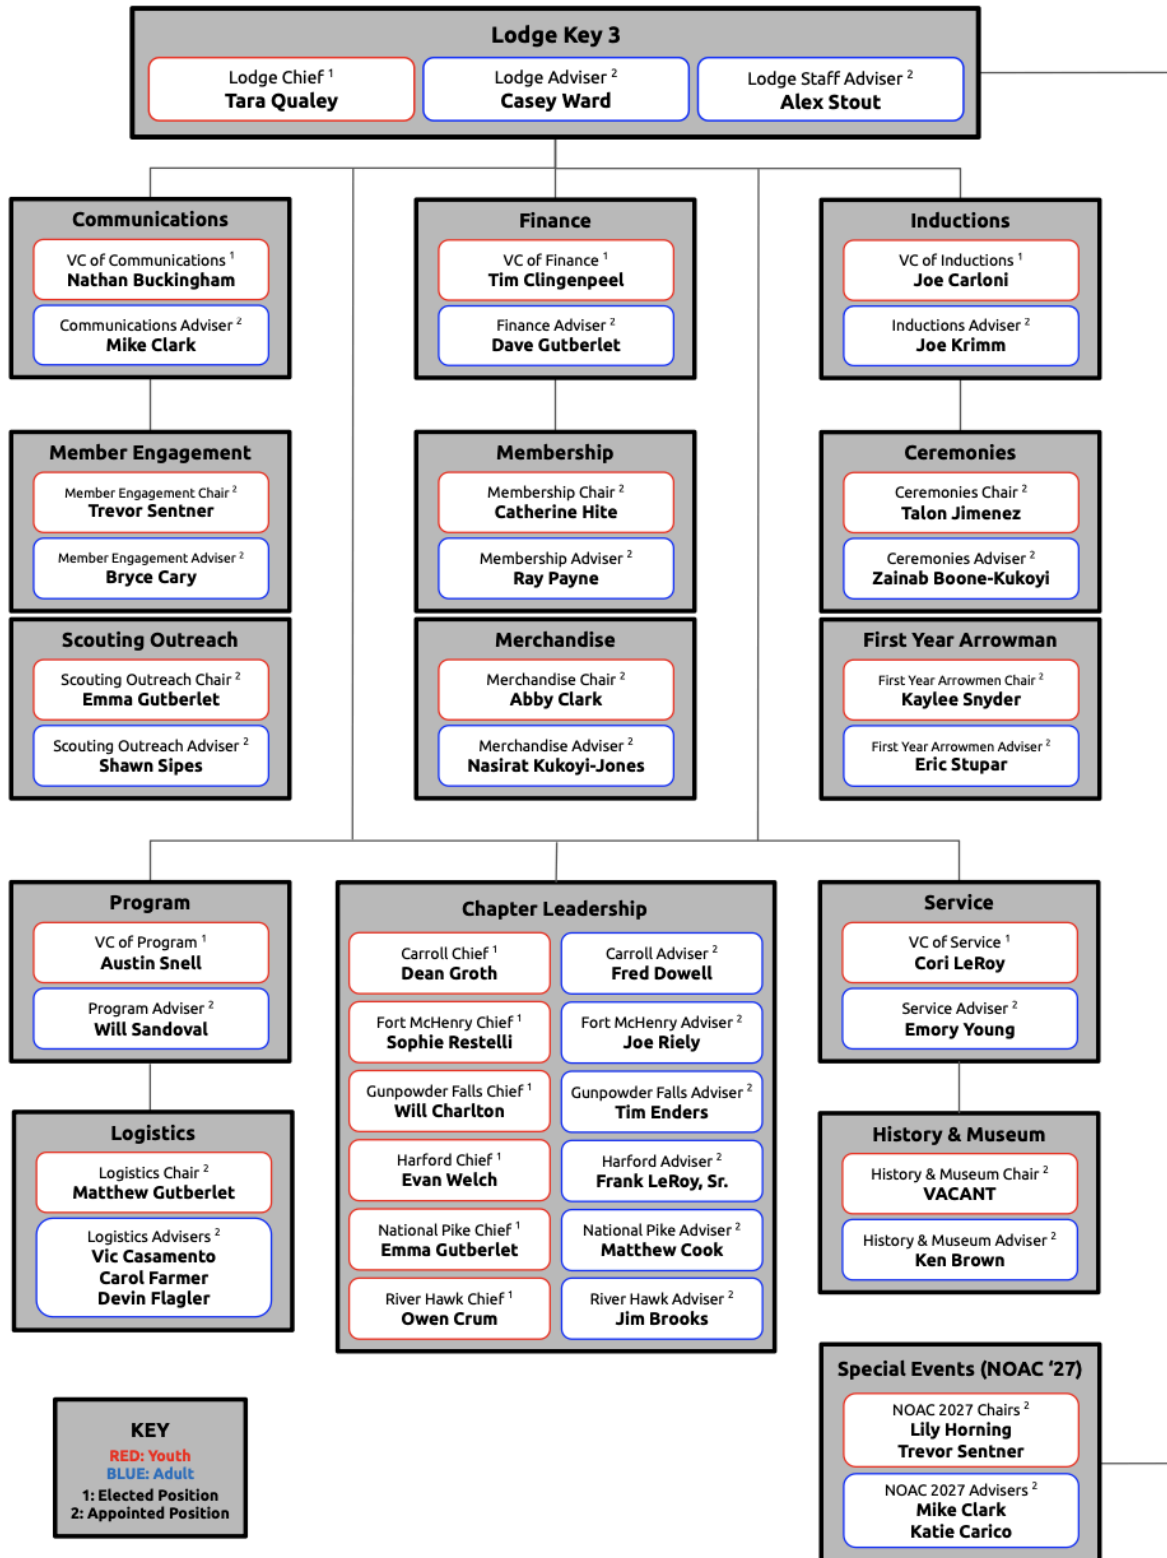 Lodge Key 3
Lodge Chief ¹
Tara Qualey
Lodge Adviser ²
Casey Ward
Lodge Staff Adviser ²
Alex Stout
Communications
VC of Communications ¹
Nathan Buckingham
Communications Adviser ²
Mike Clark
Finance
VC of Finance ¹
Tim Clingenpeel
Finance Adviser ²
Dave Gutberlet
Inductions
VC of Inductions ¹
Joe Carloni
Inductions Adviser ²
Joe Krimm
Member Engagement
Member Engagement Chair ²
Trevor Sentner
Member Engagement Adviser ²
Bryce Cary
Membership
Membership Chair ²
Catherine Hite
Membership Adviser ²
Ray Payne
Ceremonies
Ceremonies Chair ²
Talon Jimenez
Ceremonies Adviser ²
Zainab Boone-Kukoyi
Scouting Outreach
Scouting Outreach Chair ²
Emma Gutberlet
Scouting Outreach Adviser ²
Shawn Sipes
Merchandise
Merchandise Chair ²
Abby Clark
Merchandise Adviser ²
Nasirat Kukoyi-Jones
First Year Arrowman
First Year Arrowmen Chair ²
Kaylee Snyder
First Year Arrowmen Adviser ²
Eric Stupar
Program
VC of Program ¹
Austin Snell
Program Adviser ²
Will Sandoval
Chapter Leadership
Carroll Chief ¹
Dean Groth
Carroll Adviser ²
Fred Dowell
Fort McHenry Chief ¹
Sophie Restelli
Fort McHenry Adviser ²
Joe Riely
Gunpowder Falls Chief ¹
Will Charlton
Gunpowder Falls Adviser ²
Tim Enders
Harford Chief ¹
Evan Welch
Harford Adviser ²
Frank LeRoy, Sr.
National Pike Chief ¹
Emma Gutberlet
National Pike Adviser ²
Matthew Cook
River Hawk Chief ¹
Owen Crum
River Hawk Adviser ²
Jim Brooks
Service
VC of Service ¹
Cori LeRoy
Service Adviser ²
Emory Young
Logistics
Logistics Chair ²
Matthew Gutberlet
Logistics Advisers ²
Vic Casamento
Carol Farmer
Devin Flagler
History & Museum
History & Museum Chair ²
VACANT
History & Museum Adviser ²
Ken Brown
Special Events (NOAC ‘27)
NOAC 2027 Chairs ²
Lily Horning
Trevor Sentner
NOAC 2027 Advisers ²
Mike Clark
Katie Carico
KEY
RED: Youth
BLUE: Adult
1: Elected Position
2: Appointed Position